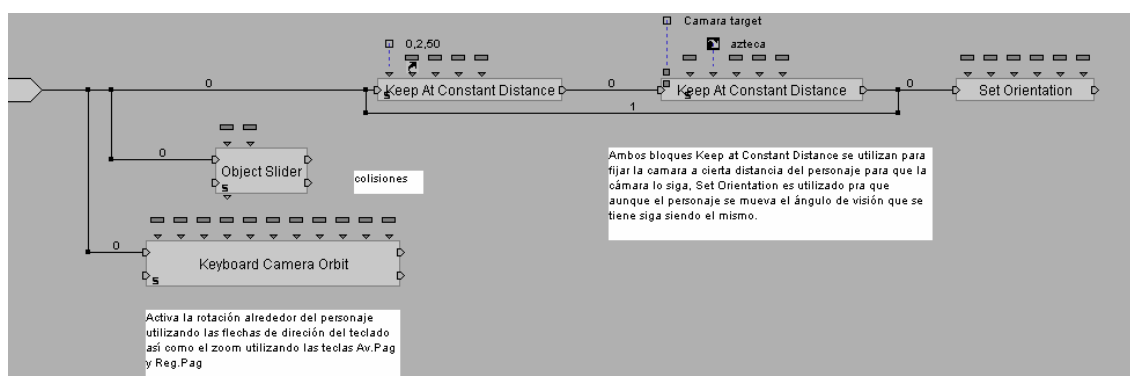 Camara target
0,2,50
azteca
0
Keep At Constant Distance
S
0
Keep At Constant Distance
S
0
Set Orientation
1
0
Object Slider
S
colisiones
Ambos bloques Keep at Constant Distance se utilizan para
fijar la camara a cierta distancia del personaje para que la
cámara lo siga, Set Orientation es utilizado pra que
aunque el personaje se mueva el ángulo de visión que se
tiene siga siendo el mismo.
0
Keyboard Camera Orbit
S
Activa la rotación alrededor del personaje
utilizando las flechas de direción del teclado
así como el zoom utilizando las teclas Av.Pag
y Reg.Pag